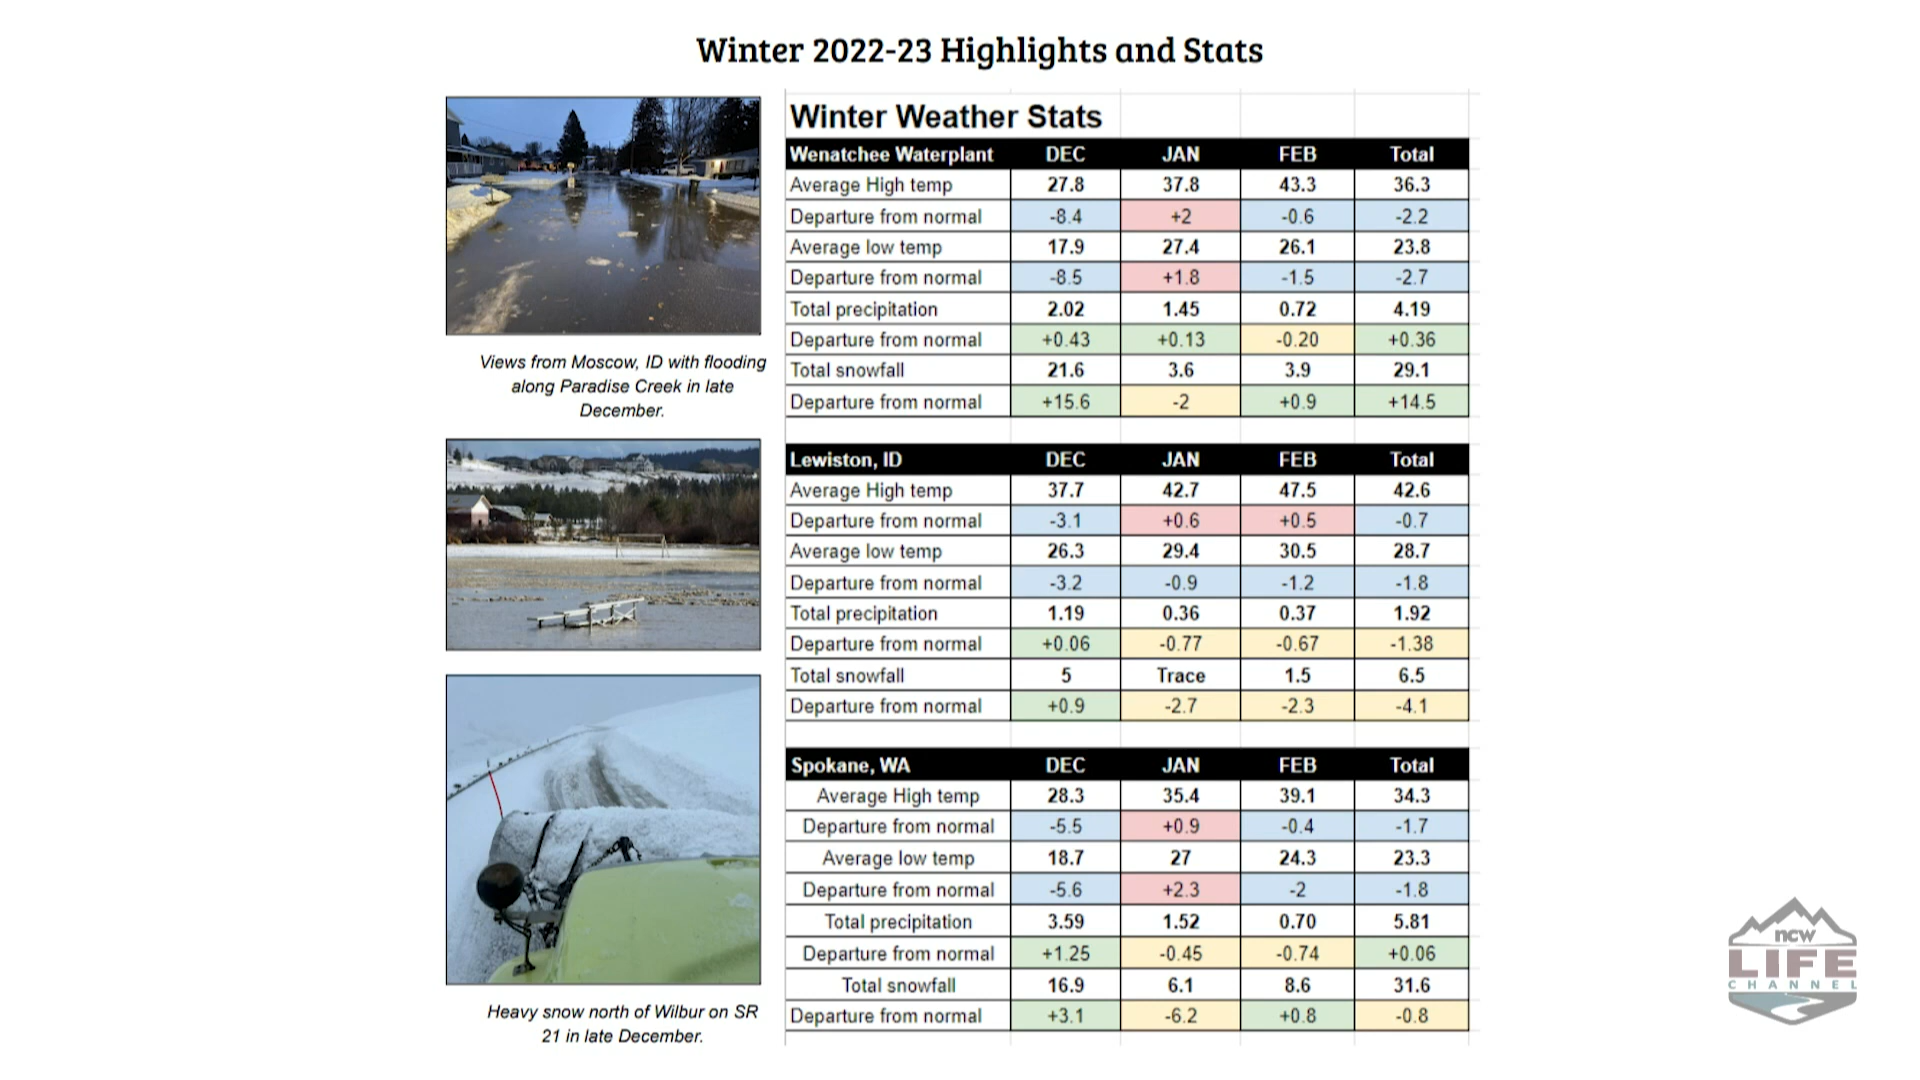 Winter 2022-23 Highlights and Stats
Views from Moscow, ID with flooding
along Paradise Creek in late
December.
Heavy snow north of Wilbur on SR
21 in late December.
Winter Weather Stats
Wenatchee Waterplant DEC JAN FEB Total
Average High temp 27.8 37.8 43.3 36.3
Departure from normal -8.4 +2 -0.6 -2.2
Average low temp 17.9 27.4 26.1 23.8
Departure from normal -8.5 +1.8 -1.5 -2.7
Total precipitation 2.02 1.45 0.72 4.19
Departure from normal +0.43 +0.13 -0.20 +0.36
Total snowfall 21.6 3.6 3.9 29.1
Departure from normal +15.6 -2 +0.9 +14.5
Lewiston, ID DEC JAN FEB Total
Average High temp 37.7 42.7 47.5 42.6
Departure from normal -3.1 +0.6 +0.5 -0.7
Average low temp 26.3 29.4 30.5 28.7
Departure from normal -3.2 -0.9 -1.2 -1.8
Total precipitation 1.19 0.36 0.37 1.92
Departure from normal +0.06 -0.77 -0.67 -1.38
Total snowfall 5 Trace 1.5 6.5
Departure from normal +0.9 -2.7 -2.3 -4.1
Spokane, WA DEC JAN FEB Total
Average High temp 28.3 35.4 39.1 34.3
Departure from normal -5.5 +0.9 -0.4 -1.7
Average low temp 18.7 27 24.3 23.3
Departure from normal -5.6 +2.3 -2 -1.8
Total precipitation 3.59 1.52 0.70 5.81
Departure from normal +1.25 -0.45 -0.74 +0.06
Total snowfall 16.9 6.1 8.6 31.6
Departure from normal +3.1 -6.2 +0.8 -0.8
ncw
LIFE
CHANNEL